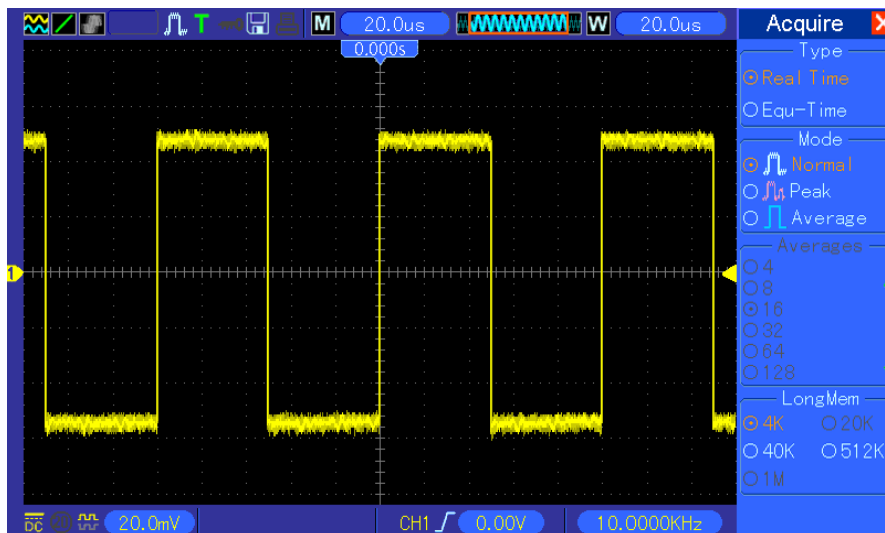 T M 20.0us W 20.0us
0.000s
1
DC 20.0mV CH1 0.00V 10.0000KHz
Acquire X
Type
Real Time
Equ-Time
Mode
Normal
Peak
Average
Averages
4
8
16
32
64
128
LongMem
4K 20K
40K 512K
1M